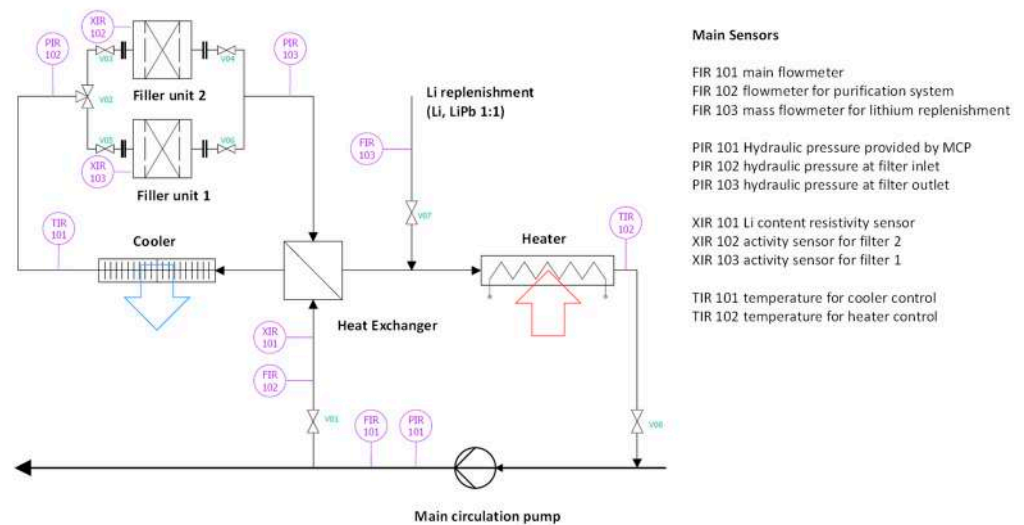 XIR
102
PIR
102
V03
V04
PIR
103
V02
Filler unit 2
V05
V06
XIR
103
Filler unit 1
Li replenishment
(Li, LiPb 1:1)
FIR
103
V07
TIR
101
Cooler
Heater
TIR
102
Heat Exchanger
XIR
101
FIR
102
V01
FIR
101
PIR
101
V08
Main circulation pump
Main Sensors
FIR 101 main flowmeter
FIR 102 flowmeter for purification system
FIR 103 mass flowmeter for lithium replenishment
PIR 101 Hydraulic pressure provided by MCP
PIR 102 hydraulic pressure at filter inlet
PIR 103 hydraulic pressure at filter outlet
XIR 101 Li content resistivity sensor
XIR 102 activity sensor for filter 2
XIR 103 activity sensor for filter 1
TIR 101 temperature for cooler control
TIR 102 temperature for heater control